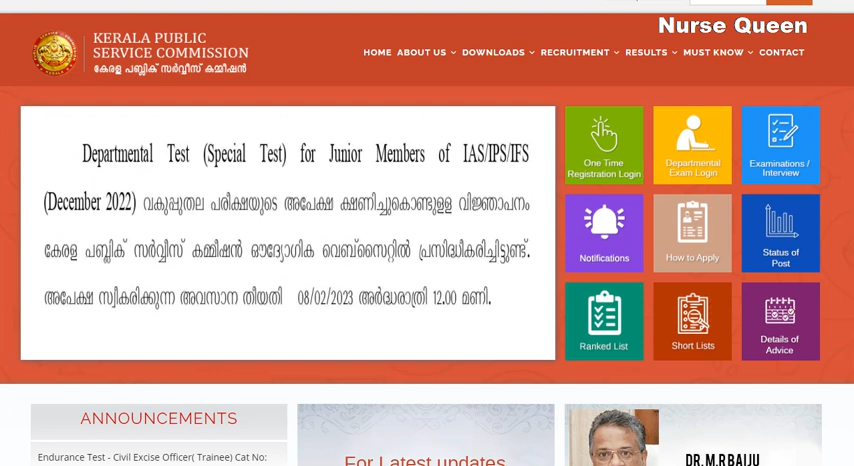 Nurse Queen
KERALA PUBLIC
SERVICE COMMISSION
കേരള പബ്ലിക് സർവ്വീസ് കമ്മീഷൻ
HOME ABOUT US DOWNLOADS RECRUITMENT RESULTS MUST KNOW CONTACT
Departmental Test (Special Test) for Junior Members of IAS/IPS/IFS
(December 2022) വകുപ്പുതല പരീക്ഷയുടെ അപേക്ഷ ക്ഷണിച്ചുകൊണ്ടുള്ള വിജ്ഞാപനം
കേരള പബ്ലിക് സർവ്വീസ് കമ്മീഷൻ ഔദ്യോഗിക വെബ്സൈറ്റിൽ പ്രസിദ്ധീകരിച്ചിട്ടുണ്ട്.
അപേക്ഷ സ്വീകരിക്കുന്ന അവസാന തീയതി 08/02/2023 അർദ്ധരാത്രി 12.00 മണി.
One Time
Registration Login
Departmental
Exam Login
Examinations /
Interview
Notifications
How to Apply
Status of
Post
Ranked List
Short Lists
Details of
Advice
ANNOUNCEMENTS
Endurance Test - Civil Excise Officer( Trainee) Cat No:
For Latest updates
DR. M.R BAIJU